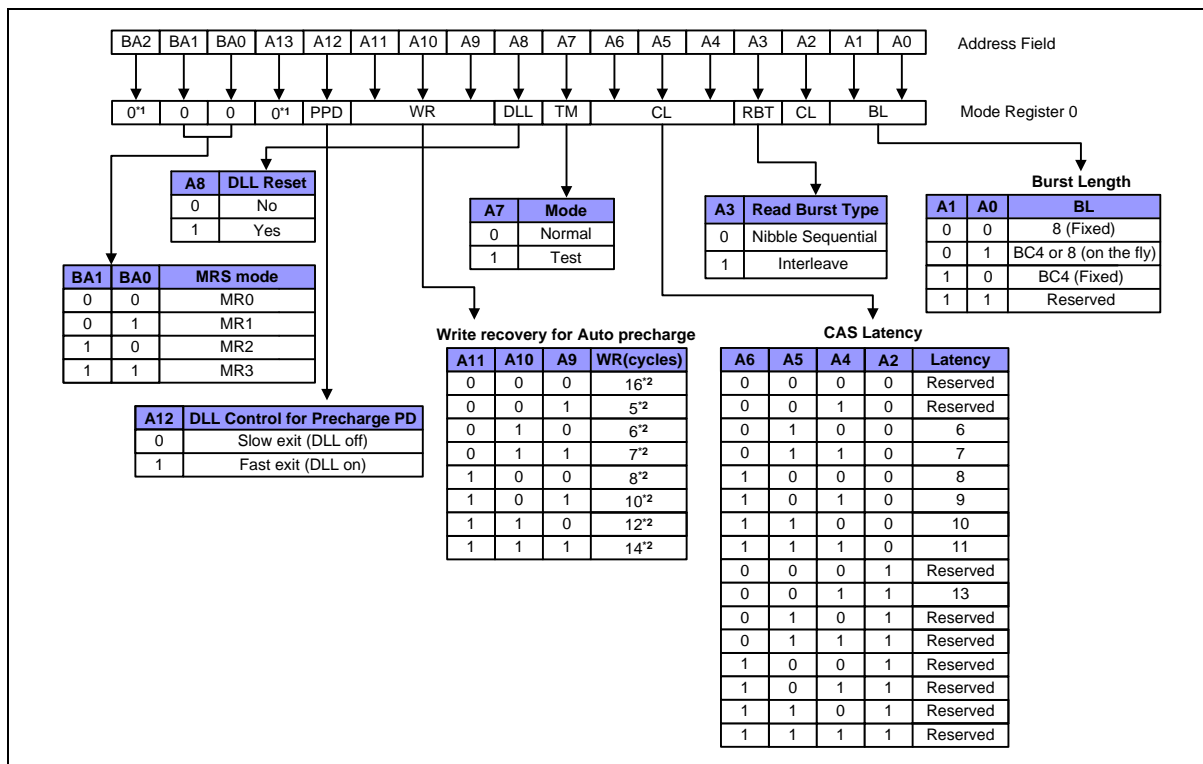 BA2 BA1 BA0 A13 A12 A11 A10 A9 A8 A7 A6 A5 A4 A3 A2 A1 A0 Address Field
0*1 0 0 0*1 PPD WR DLL TM CL RBT CL BL Mode Register 0
A8 DLL Reset
0 No
1 Yes
A7 Mode
0 Normal
1 Test
A3 Read Burst Type
0 Nibble Sequential
1 Interleave
Burst Length
A1 A0 BL
0 0 8 (Fixed)
0 1 BC4 or 8 (on the fly)
1 0 BC4 (Fixed)
1 1 Reserved
BA1 BA0 MRS mode
0 0 MR0
0 1 MR1
1 0 MR2
1 1 MR3
A12 DLL Control for Precharge PD
0 Slow exit (DLL off)
1 Fast exit (DLL on)
Write recovery for Auto precharge
A11 A10 A9 WR(cycles)
0 0 0 16*2
0 0 1 5*2
0 1 0 6*2
0 1 1 7*2
1 0 0 8*2
1 0 1 10*2
1 1 0 12*2
1 1 1 14*2
CAS Latency
A6 A5 A4 A2 Latency
0 0 0 0 Reserved
0 0 1 0 Reserved
0 1 0 0 6
0 1 1 0 7
1 0 0 0 8
1 0 1 0 9
1 1 0 0 10
1 1 1 0 11
0 0 0 1 Reserved
0 0 1 1 13
0 1 0 1 Reserved
0 1 1 1 Reserved
1 0 0 1 Reserved
1 0 1 1 Reserved
1 1 0 1 Reserved
1 1 1 1 Reserved